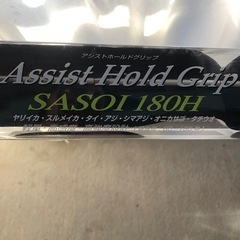 アシストホールドグリップ
Assist Hold Grip
SASOI 180H
ヤリイカ・スルメイカ・タイ・アジ・シマアジ・オニカサゴ・タチウオ